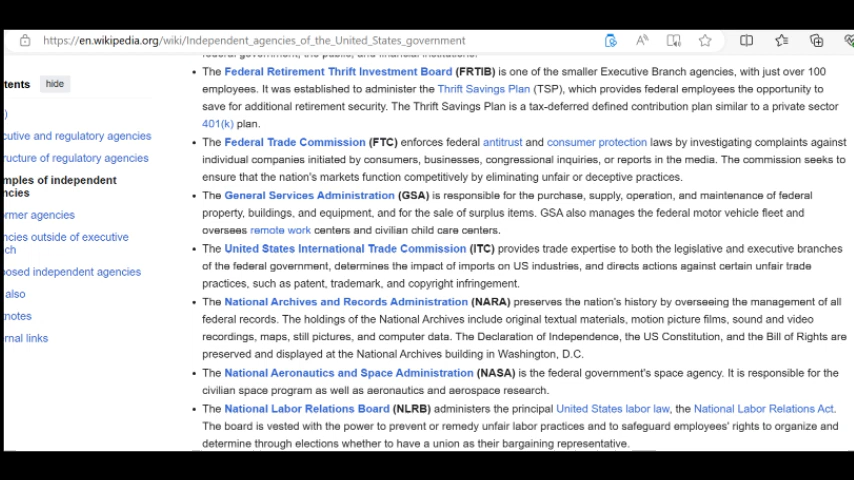 https://en.wikipedia.org/wiki/Independent_agencies_of_the_United_States_government
federal government, the public, and financial institutions.
tents hide
)
cutive and regulatory agencies
ructure of regulatory agencies
mples of independent
ncies
ormer agencies
ncies outside of executive
ch
osed independent agencies
also
notes
rnal links
• The Federal Retirement Thrift Investment Board (FRTIB) is one of the smaller Executive Branch agencies, with just over 100
employees. It was established to administer the Thrift Savings Plan (TSP), which provides federal employees the opportunity to
save for additional retirement security. The Thrift Savings Plan is a tax-deferred defined contribution plan similar to a private sector
401(k) plan.
• The Federal Trade Commission (FTC) enforces federal antitrust and consumer protection laws by investigating complaints against
individual companies initiated by consumers, businesses, congressional inquiries, or reports in the media. The commission seeks to
ensure that the nation's markets function competitively by eliminating unfair or deceptive practices.
• The General Services Administration (GSA) is responsible for the purchase, supply, operation, and maintenance of federal
property, buildings, and equipment, and for the sale of surplus items. GSA also manages the federal motor vehicle fleet and
oversees remote work centers and civilian child care centers.
• The United States International Trade Commission (ITC) provides trade expertise to both the legislative and executive branches
of the federal government, determines the impact of imports on US industries, and directs actions against certain unfair trade
practices, such as patent, trademark, and copyright infringement.
• The National Archives and Records Administration (NARA) preserves the nation's history by overseeing the management of all
federal records. The holdings of the National Archives include original textual materials, motion picture films, sound and video
recordings, maps, still pictures, and computer data. The Declaration of Independence, the US Constitution, and the Bill of Rights are
preserved and displayed at the National Archives building in Washington, D.C.
• The National Aeronautics and Space Administration (NASA) is the federal government's space agency. It is responsible for the
civilian space program as well as aeronautics and aerospace research.
• The National Labor Relations Board (NLRB) administers the principal United States labor law, the National Labor Relations Act.
The board is vested with the power to prevent or remedy unfair labor practices and to safeguard employees' rights to organize and
determine through elections whether to have a union as their bargaining representative.